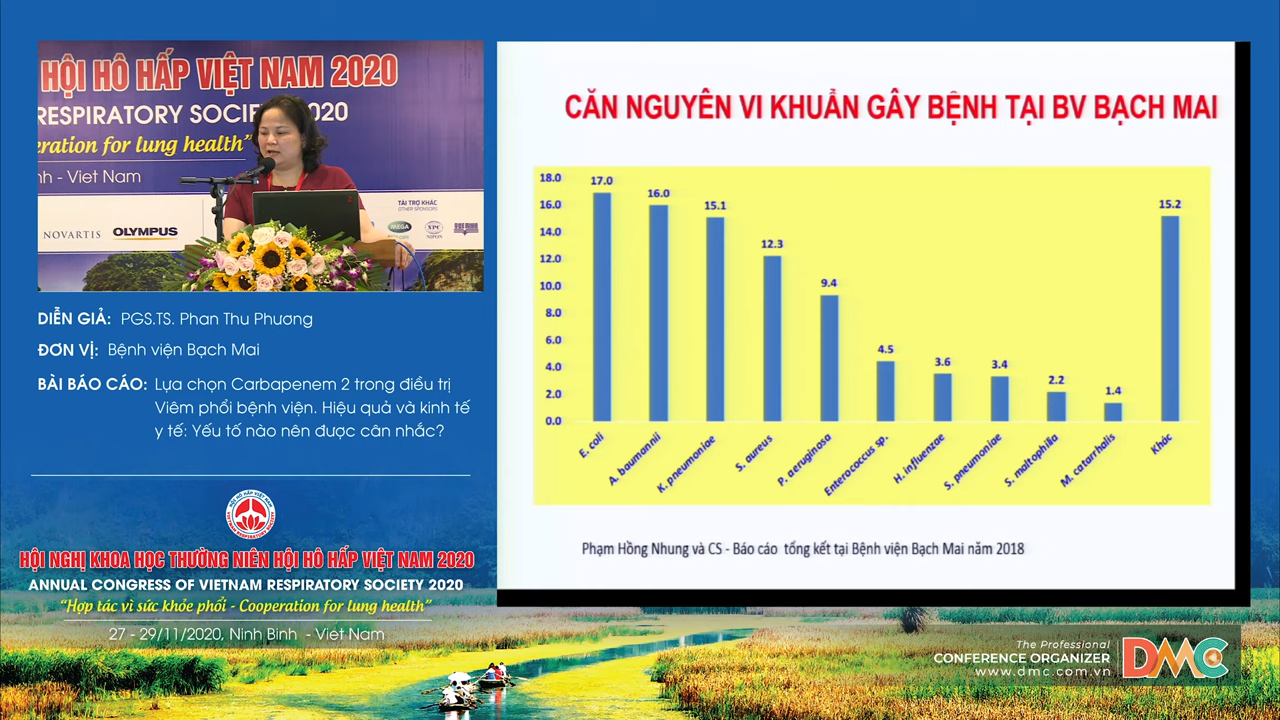 HỘI HÔ HẤP VIỆT NAM 2020
RESPIRATORY SOCIETY 2020
eration for lung health”
nh - Viet Nam
TÀI TRỢ KHÁC
OTHER SPONSORS
NOVARTIS
OLYMPUS
MEGA
DIỄN GIẢ: PGS.TS. Phan Thu Phương
ĐƠN VỊ: Bệnh viện Bạch Mai
BÀI BÁO CÁO: Lựa chọn Carbapenem 2 trong điều trị
Viêm phổi bệnh viện. Hiệu quả và kinh tế
y tế: Yếu tố nào nên được cân nhắc?
HỘI NGHỊ KHOA HỌC THƯỜNG NIÊN HỘI HÔ HẤP VIỆT NAM 2020
ANNUAL CONGRESS OF VIETNAM RESPIRATORY SOCIETY 2020
“Hợp tác vì sức khỏe phổi - Cooperation for lung health”
27 - 29/11/2020, Ninh Bình - Việt Nam
CĂN NGUYÊN VI KHUẨN GÂY BỆNH TẠI BV BẠCH MAI
18.0
16.0
14.0
12.0
10.0
8.0
6.0
4.0
2.0
0.0
17.0
16.0
15.1
12.3
9.4
4.5
3.6
3.4
2.2
1.4
15.2
E. coli
A. baumannii
K. pneumoniae
S. aureus
P. aeruginosa
Enterococcus sp.
H. influenzae
S. pneumoniae
S. maltophilia
M. catarrhalis
Khác
Phạm Hồng Nhung và CS - Báo cáo tổng kết tại Bệnh viện Bạch Mai năm 2018
The Professional
CONFERENCE ORGANIZER
www.dmc.com.vn
DMC